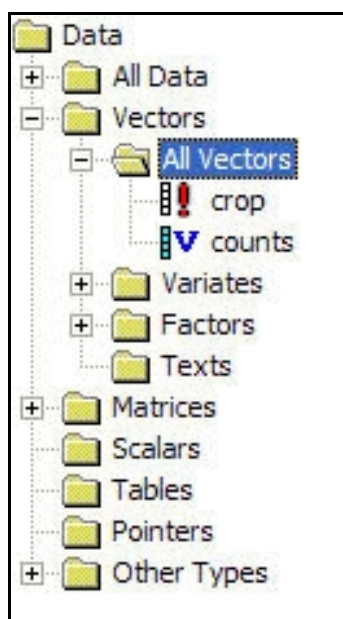 Data
All Data
Vectors
All Vectors
crop
counts
Variates
Factors
Texts
Matrices
Scalars
Tables
Pointers
Other Types